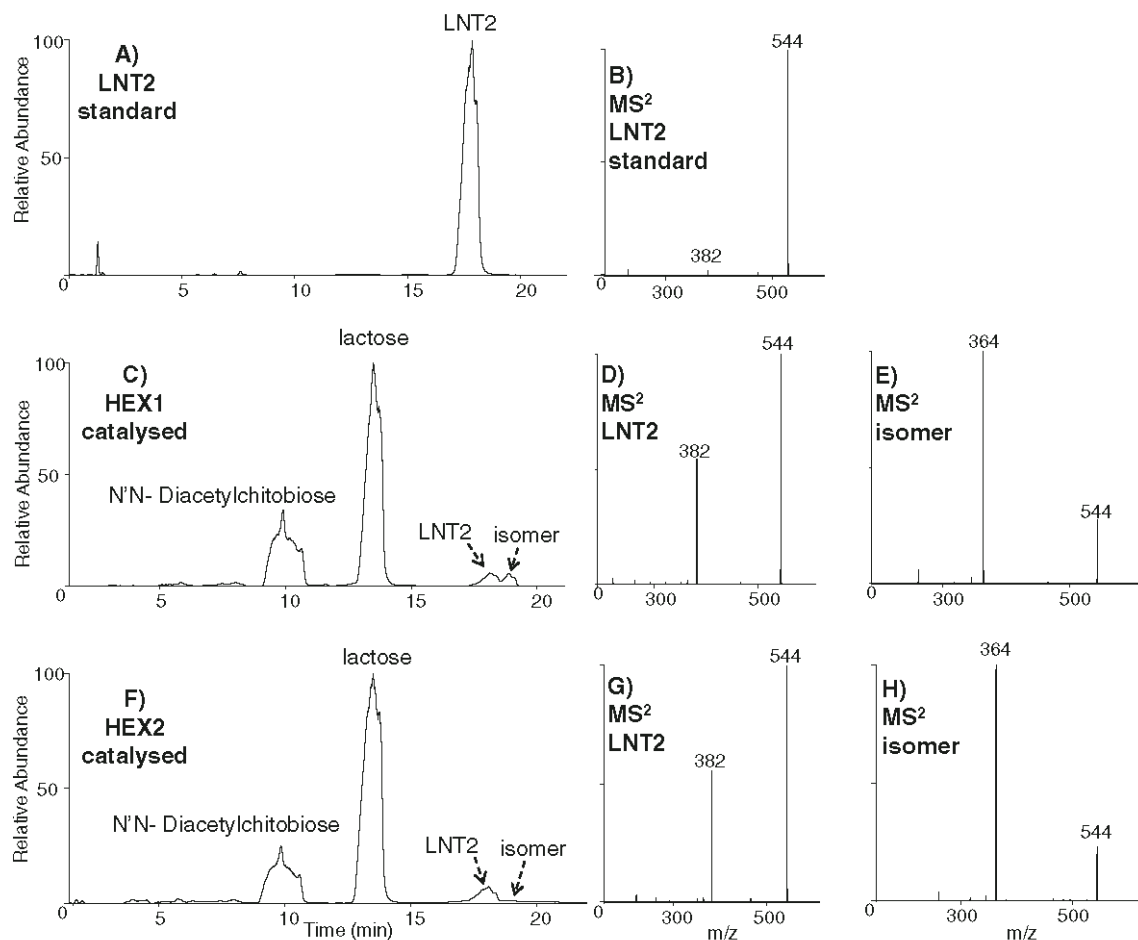 LNT2
100
A)
LNT2
standard
50
Relative Abundance
0
5
10
15
20
544
B)
MS²
LNT2
standard
382
0
300
500
lactose
100
C)
HEX1
catalysed
50
N'N- Diacetylchitobiose
LNT2
isomer
Relative Abundance
0
5
10
15
20
544
D)
MS²
LNT2
382
0
300
500
364
E)
MS²
isomer
544
0
300
500
lactose
100
F)
HEX2
catalysed
50
N'N- Diacetylchitobiose
LNT2
isomer
Relative Abundance
0
5
10
15
20
Time (min)
544
G)
MS²
LNT2
382
0
300
500
m/z
364
H)
MS²
isomer
544
0
300
500
m/z